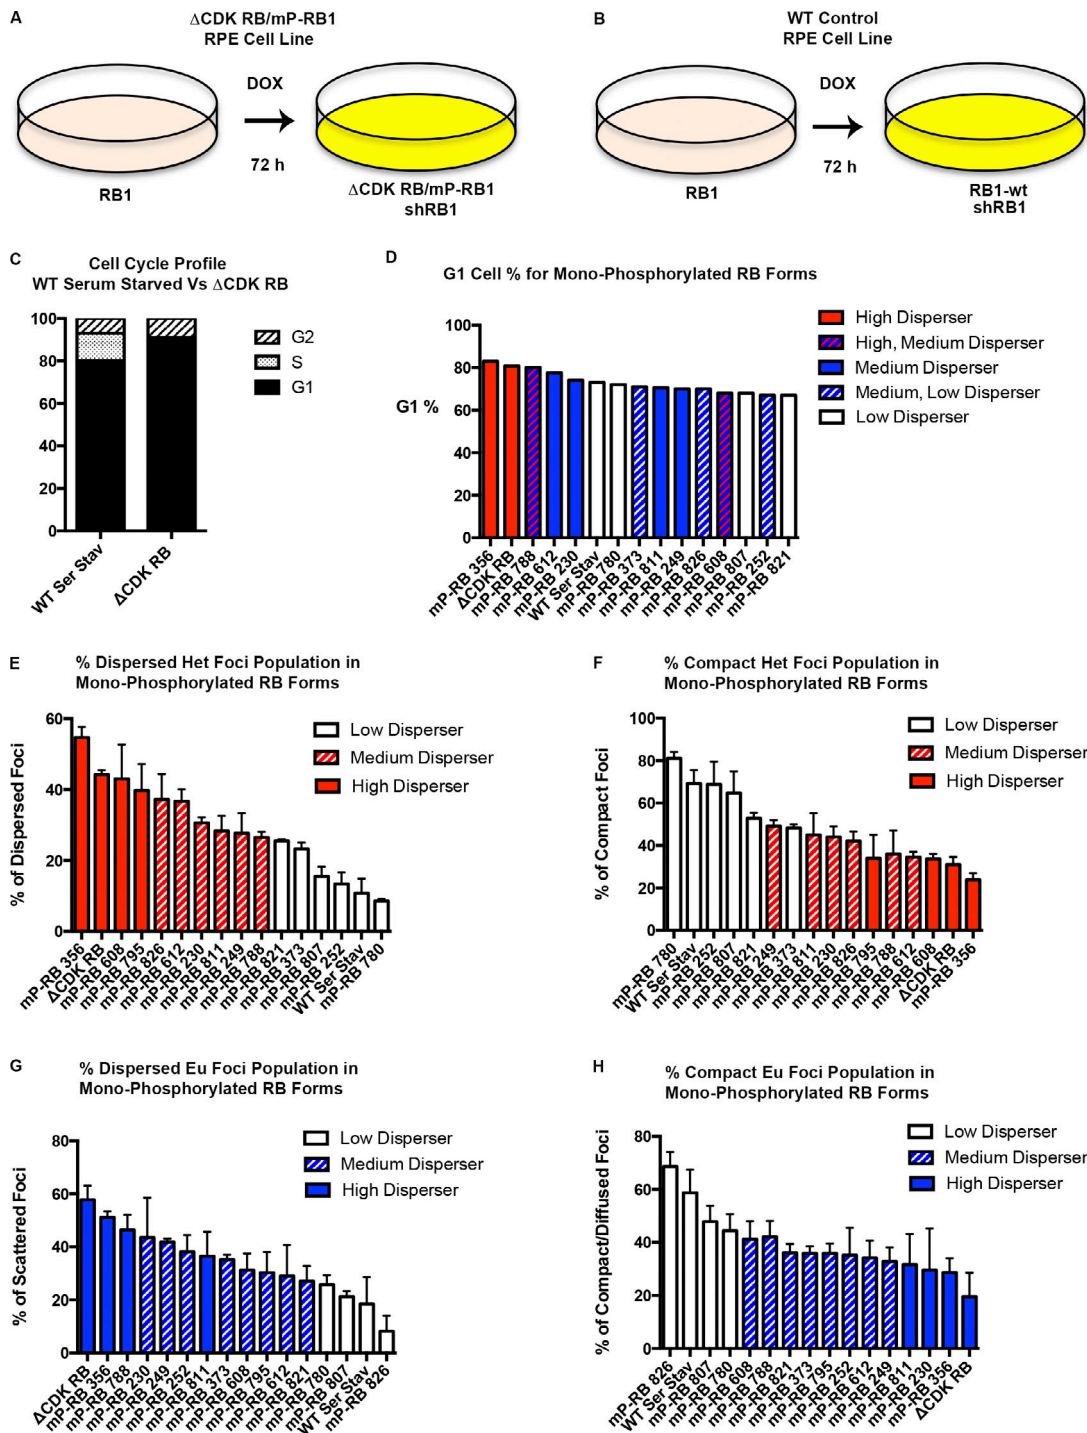 A
ΔCDK RB/mP-RB1
RPE Cell Line
DOX
72 h
RB1
ΔCDK RB/mP-RB1
shRB1
B
WT Control
RPE Cell Line
DOX
72 h
RB1
RB1-wt
shRB1
C
Cell Cycle Profile
WT Serum Starved Vs ΔCDK RB
100
80
60
40
20
0
G2
S
G1
WT Ser Stav
ΔCDK RB
D
G1 Cell % for Mono-Phosphorylated RB Forms
G1 %
100
80
60
40
20
0
High Disperser
High, Medium Disperser
Medium Disperser
Medium, Low Disperser
Low Disperser
mP-RB 356
ΔCDK RB
mP-RB 788
mP-RB 612
mP-RB 230
WT Ser Stav
mP-RB 780
mP-RB 373
mP-RB 811
mP-RB 249
mP-RB 826
mP-RB 608
mP-RB 807
mP-RB 252
mP-RB 821
E
% Dispersed Het Foci Population in
Mono-Phosphorylated RB Forms
% of Dispersed Foci
60
40
20
0
Low Disperser
Medium Disperser
High Disperser
mP-RB 356
ΔCDK RB
mP-RB 608
mP-RB 795
mP-RB 826
mP-RB 612
mP-RB 230
mP-RB 811
mP-RB 249
mP-RB 788
mP-RB 821
mP-RB 373
mP-RB 807
mP-RB 252
WT Ser Stav
mP-RB 780
F
% Compact Het Foci Population in
Mono-Phosphorylated RB Forms
% of Compact Foci
100
80
60
40
20
0
Low Disperser
Medium Disperser
High Disperser
mP-RB 780
WT Ser Stav
mP-RB 252
mP-RB 807
mP-RB 821
mP-RB 249
mP-RB 373
mP-RB 811
mP-RB 230
mP-RB 826
mP-RB 795
mP-RB 788
mP-RB 612
mP-RB 608
ΔCDK RB
mP-RB 356
G
% Dispersed Eu Foci Population in
Mono-Phosphorylated RB Forms
% of Scattered Foci
80
60
40
20
0
Low Disperser
Medium Disperser
High Disperser
ΔCDK RB
mP-RB 356
mP-RB 788
mP-RB 230
mP-RB 249
mP-RB 252
mP-RB 811
mP-RB 373
mP-RB 608
mP-RB 795
mP-RB 612
mP-RB 821
mP-RB 780
mP-RB 807
WT Ser Stav
mP-RB 826
H
% Compact Eu Foci Population in
Mono-Phosphorylated RB Forms
% of Compact/Diffused Foci
80
60
40
20
0
Low Disperser
Medium Disperser
High Disperser
mP-RB 826
WT Ser Stav
mP-RB 807
mP-RB 780
mP-RB 608
mP-RB 788
mP-RB 821
mP-RB 373
mP-RB 795
mP-RB 252
mP-RB 612
mP-RB 249
mP-RB 811
mP-RB 230
mP-RB 356
ΔCDK RB